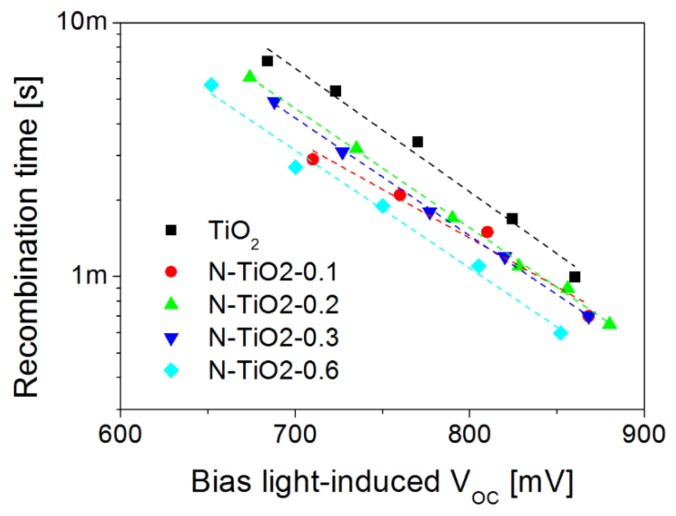 10m
1m
Recombination time [s]
TiO2
N-TiO2-0.1
N-TiO2-0.2
N-TiO2-0.3
N-TiO2-0.6
600
700
800
900
Bias light-induced VOC [mV]